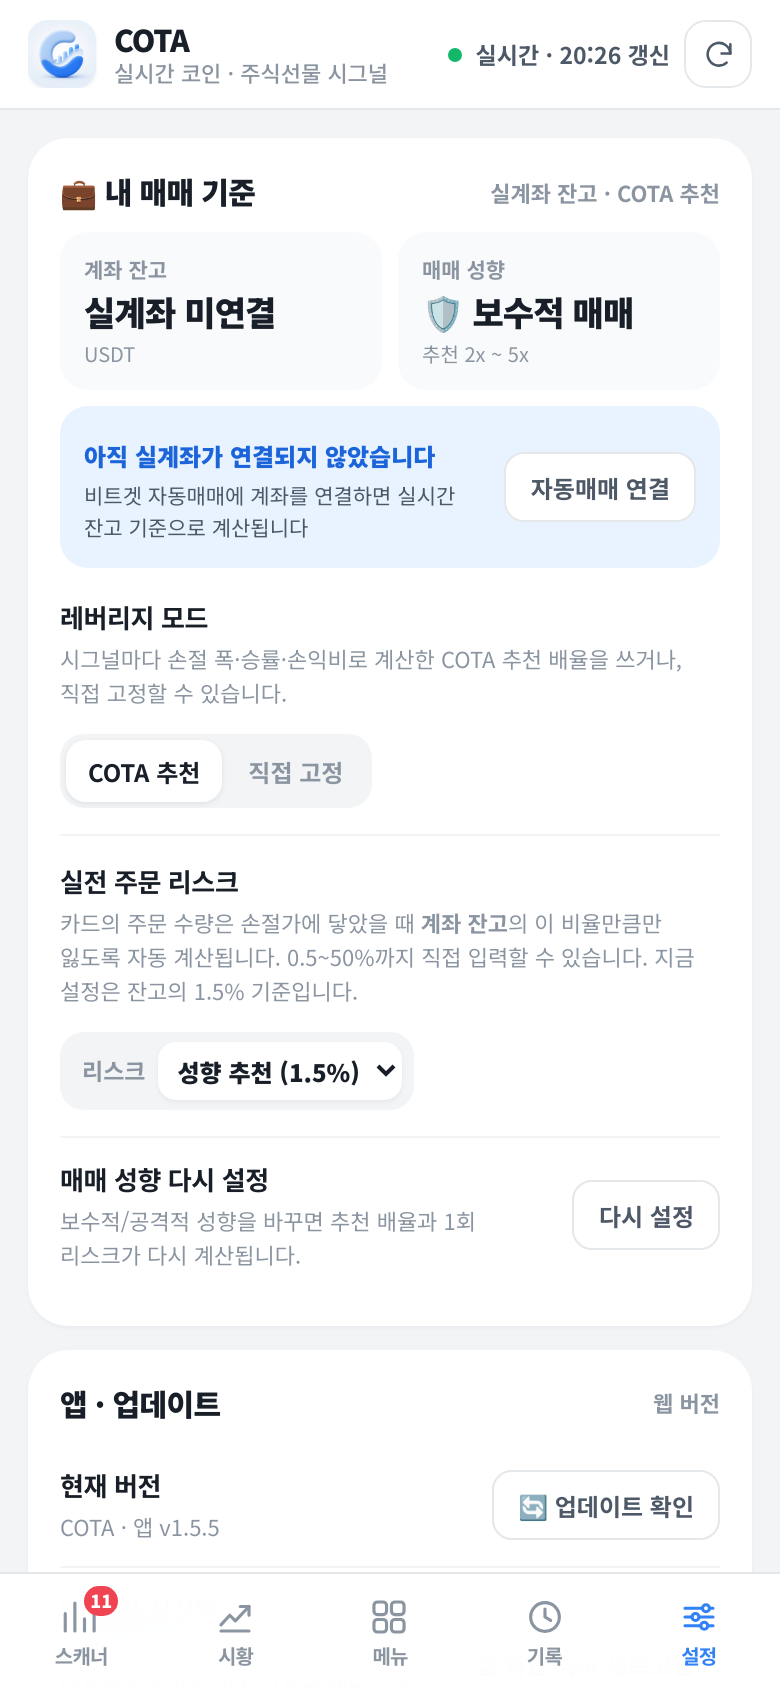 COTA
실시간 코인 · 주식선물 시그널
실시간 · 20:26 갱신
내 매매 기준
실계좌 잔고 · COTA 추천
계좌 잔고
실계좌 미연결
USDT
매매 성향
보수적 매매
추천 2x ~ 5x
아직 실계좌가 연결되지 않았습니다
비트겟 자동매매에 계좌를 연결하면 실시간
잔고 기준으로 계산됩니다
자동매매 연결
레버리지 모드
시그널마다 손절 폭·승률·손익비로 계산한 COTA 추천 배율을 쓰거나,
직접 고정할 수 있습니다.
COTA 추천
직접 고정
실전 주문 리스크
카드의 주문 수량은 손절가에 닿았을 때 계좌 잔고의 이 비율만큼만
잃도록 자동 계산됩니다. 0.5~50%까지 직접 입력할 수 있습니다. 지금
설정은 잔고의 1.5% 기준입니다.
리스크
성향 추천 (1.5%)
매매 성향 다시 설정
보수적/공격적 성향을 바꾸면 추천 배율과 1회
리스크가 다시 계산됩니다.
다시 설정
앱 · 업데이트
웹 버전
현재 버전
COTA · 앱 v1.5.5
업데이트 확인
11
스캐너
시황
메뉴
기록
설정